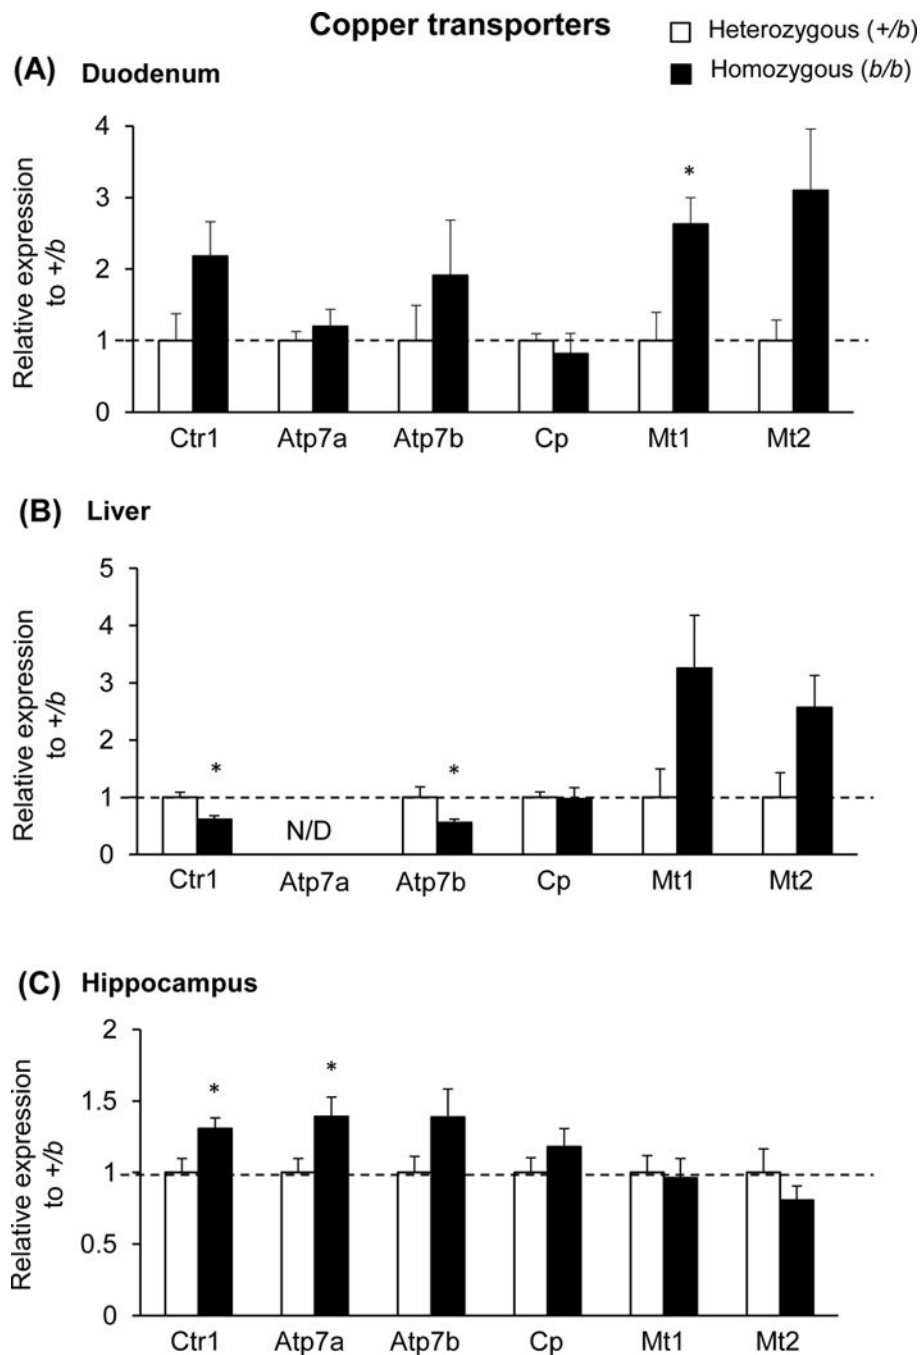 Copper transporters
Heterozygous (+/b)
Homozygous (b/b)
(A) Duodenum
Relative expression
to +/b
4
3
2
1
0
*
Ctr1 Atp7a Atp7b Cp Mt1 Mt2
(B) Liver
Relative expression
to +/b
5
4
3
2
1
0
* *
N/D
Ctr1 Atp7a Atp7b Cp Mt1 Mt2
(C) Hippocampus
Relative expression
to +/b
2
1.5
1
0.5
0
* *
Ctr1 Atp7a Atp7b Cp Mt1 Mt2